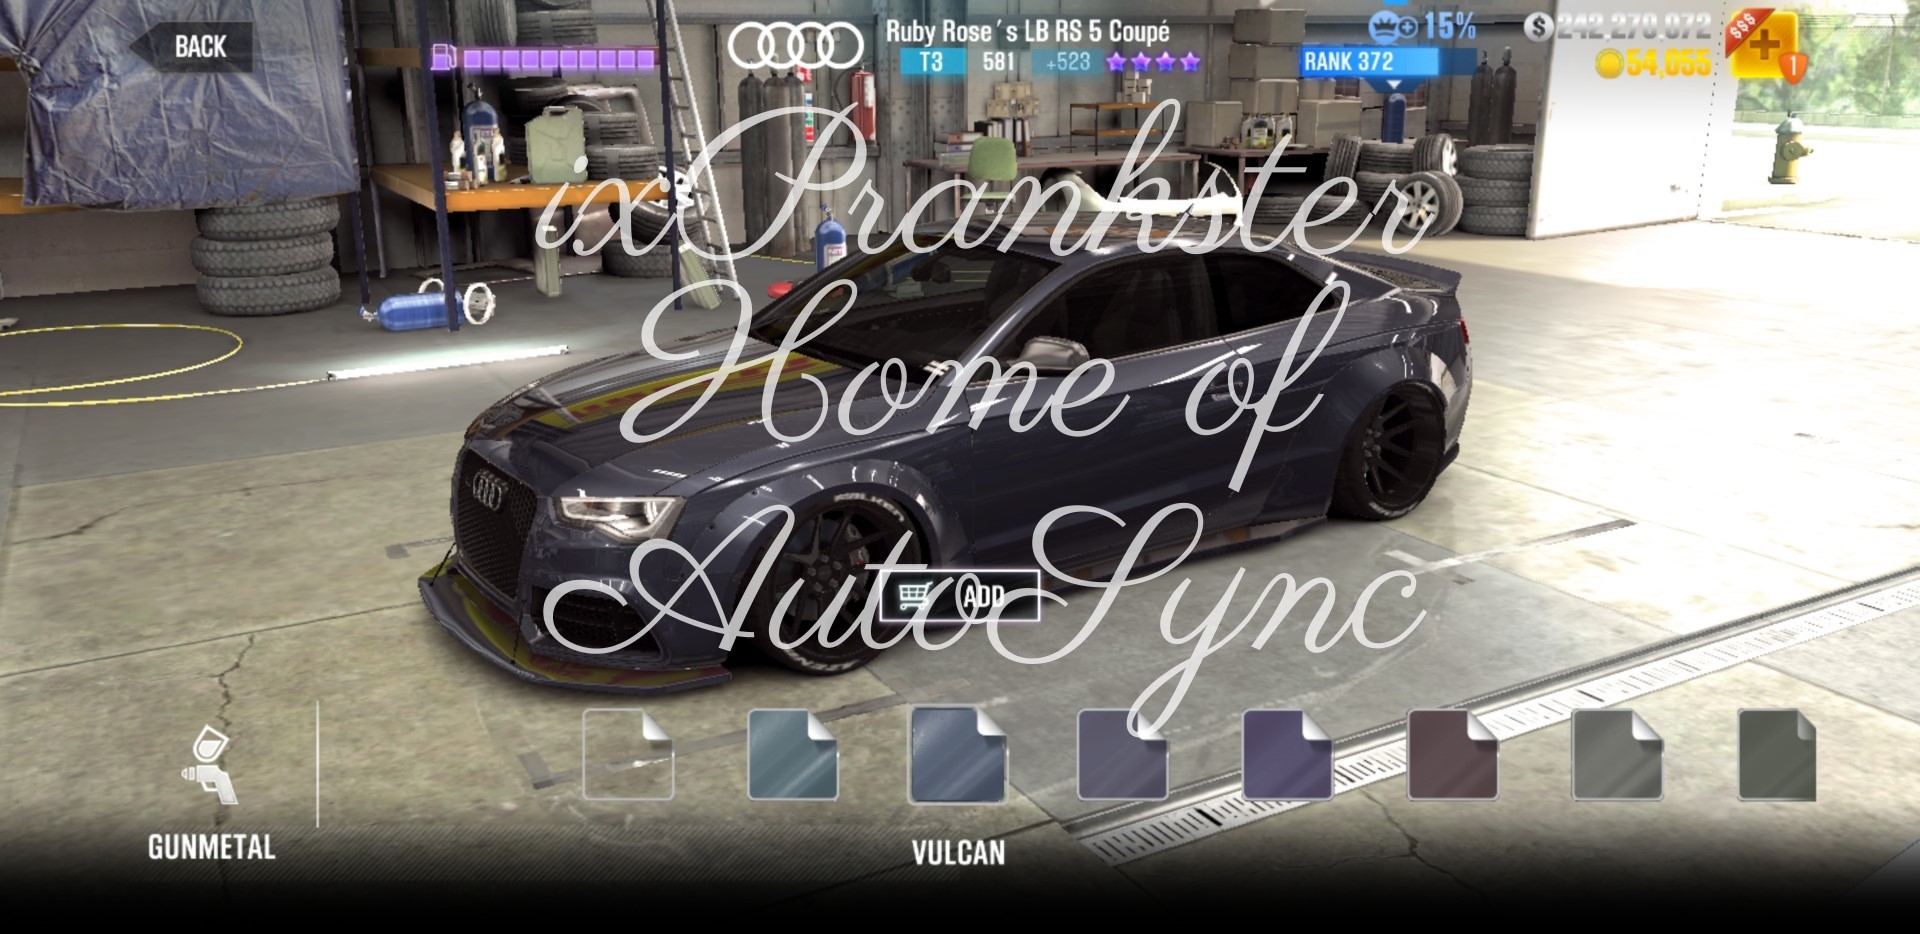 BACK
Ruby Rose´s LB RS 5 Coupé
T3 581 +523
15%
RANK 372
$ 242,270,072
54,055
$$$
1
ixPrankster
Home of
AutoSync
ADD
GUNMETAL
VULCAN